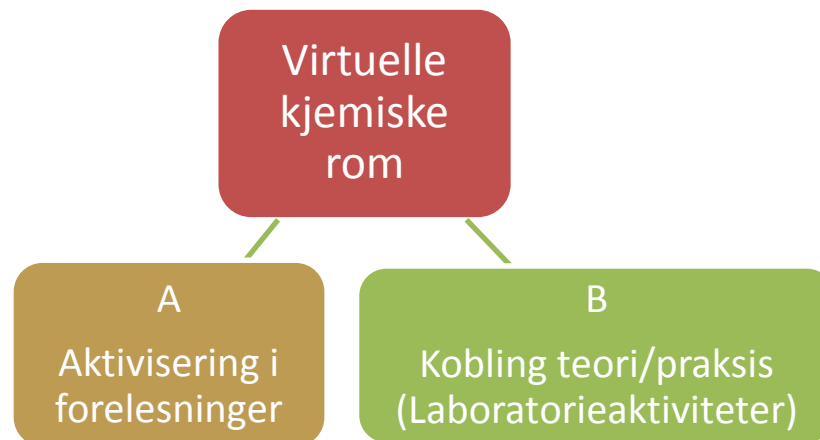 Virtuelle
kjemiske
rom
A
Aktivisering i
forelesninger
B
Kobling teori/praksis
(Laboratorieaktiviteter)